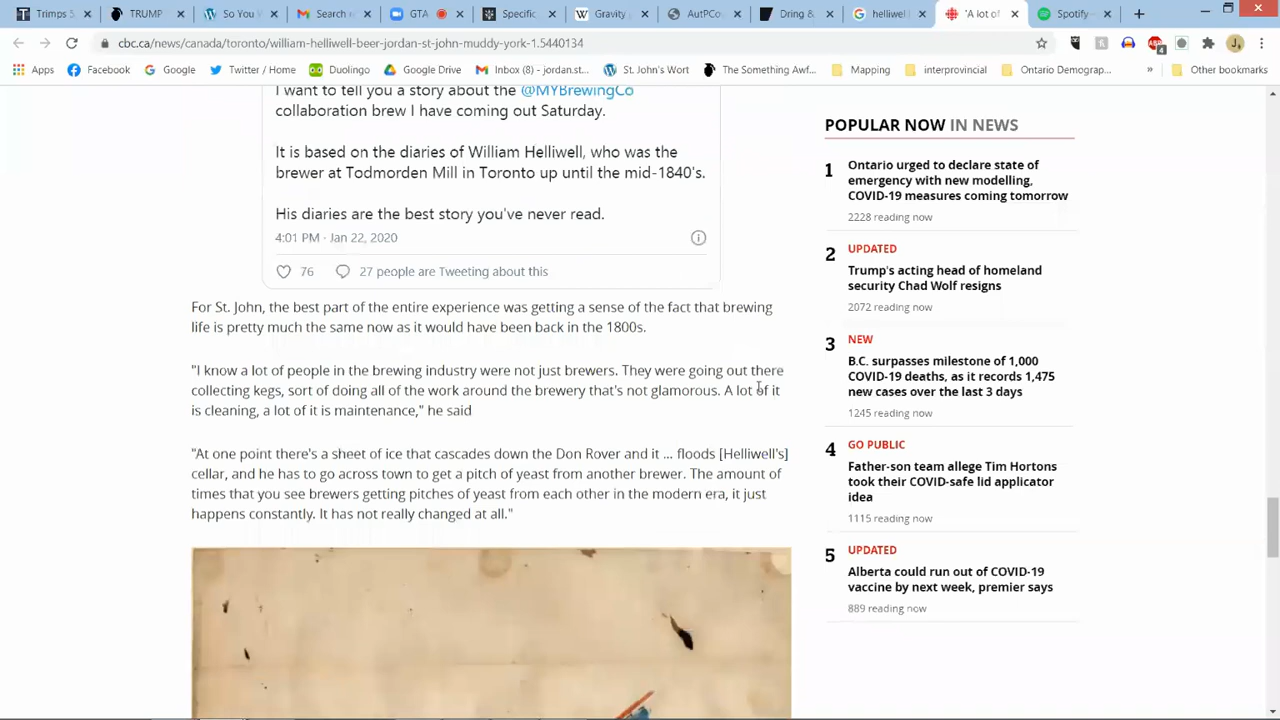 Trimps 5
TRUMP
So You
Search
GTA
Specific
Gravity
AutPCo
Dring &
helliwel
"A lot of
Spotify
cbc.ca/news/canada/toronto/william-helliwell-beer-jordan-st-john-muddy-york-1.5440134
Apps
Facebook
Google
Twitter / Home
Duolingo
Google Drive
Inbox (8) - jordan.st...
St. John's Wort
The Something Awf...
Mapping
interprovincial
Ontario Demograp...
Other bookmarks
I want to tell you a story about the @MYBrewingCo
collaboration brew I have coming out Saturday.
It is based on the diaries of William Helliwell, who was the
brewer at Todmorden Mill in Toronto up until the mid-1840's.
His diaries are the best story you've never read.
4:01 PM · Jan 22, 2020
76
27 people are Tweeting about this
For St. John, the best part of the entire experience was getting a sense of the fact that brewing
life is pretty much the same now as it would have been back in the 1800s.
"I know a lot of people in the brewing industry were not just brewers. They were going out there
collecting kegs, sort of doing all of the work around the brewery that's not glamorous. A lot of it
is cleaning, a lot of it is maintenance," he said
"At one point there's a sheet of ice that cascades down the Don Rover and it ... floods [Helliwell's]
cellar, and he has to go across town to get a pitch of yeast from another brewer. The amount of
times that you see brewers getting pitches of yeast from each other in the modern era, it just
happens constantly. It has not really changed at all."
POPULAR NOW IN NEWS
1
Ontario urged to declare state of
emergency with new modelling,
COVID-19 measures coming tomorrow
2228 reading now
2
UPDATED
Trump's acting head of homeland
security Chad Wolf resigns
2072 reading now
3
NEW
B.C. surpasses milestone of 1,000
COVID-19 deaths, as it records 1,475
new cases over the last 3 days
1245 reading now
4
GO PUBLIC
Father-son team allege Tim Hortons
took their COVID-safe lid applicator
idea
1115 reading now
5
UPDATED
Alberta could run out of COVID-19
vaccine by next week, premier says
889 reading now